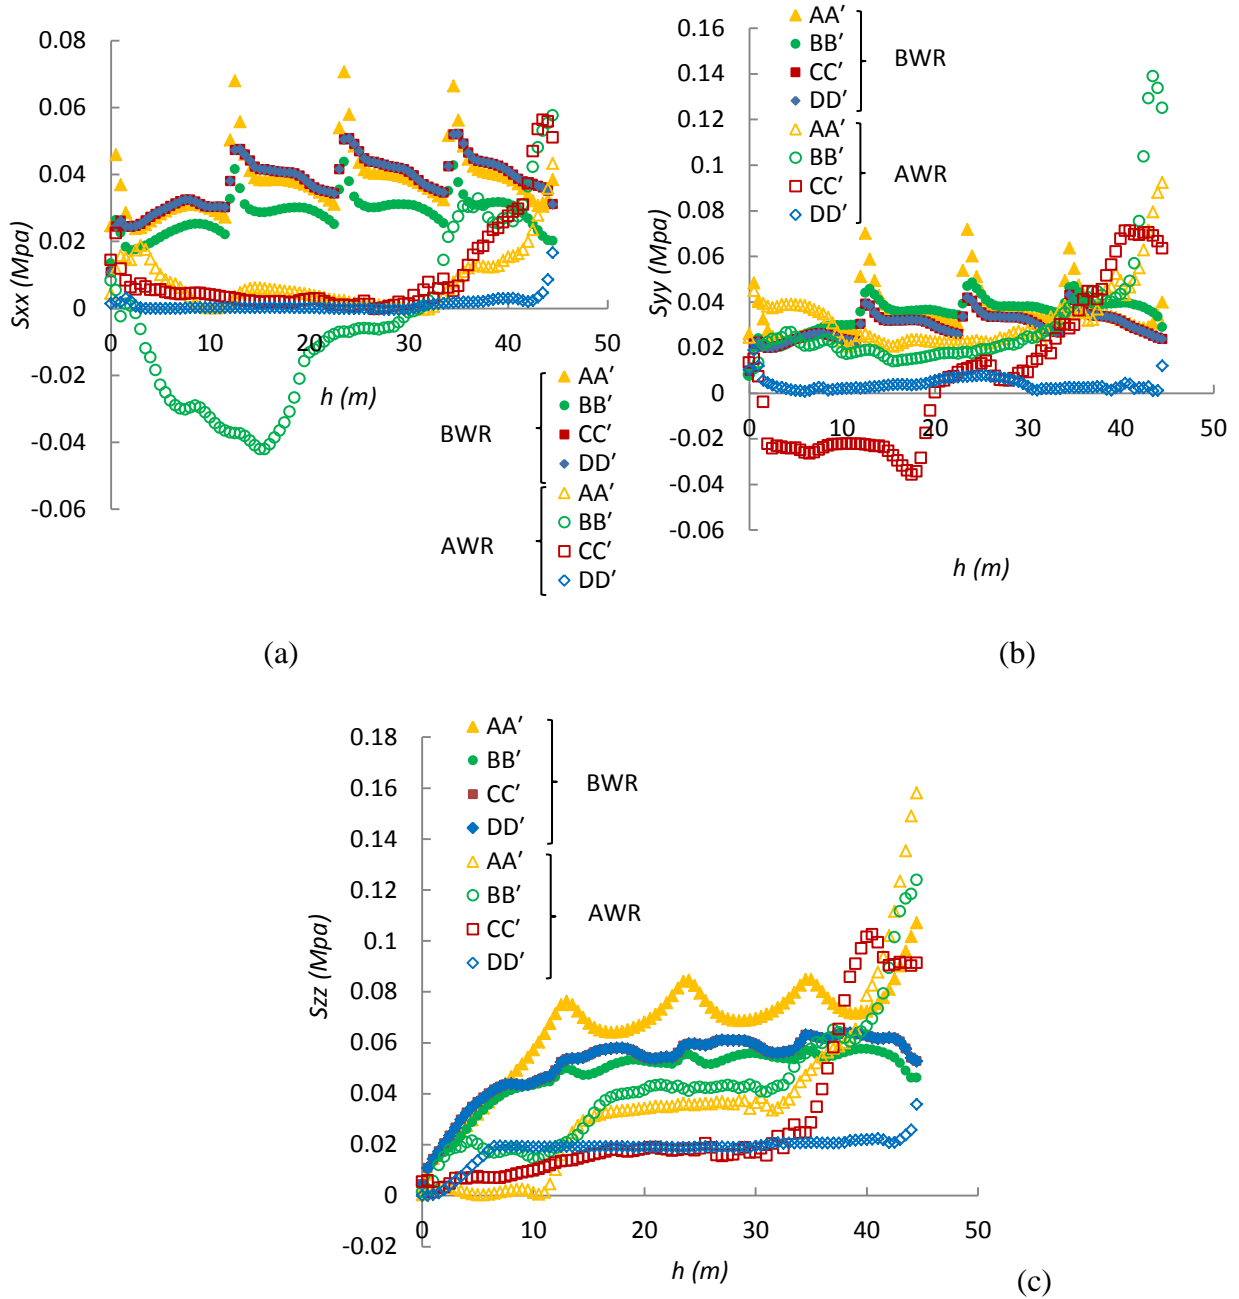 0.08
0.06
0.04
0.02
0
-0.02
-0.04
-0.06
Sxx (Mpa)
0 10 20 30 40 50
h (m)
AA′
BB′
CC′
DD′
BWR
AA′
BB′
CC′
DD′
AWR
(a)
AA′
BB′
CC′
DD′
BWR
AA′
BB′
CC′
DD′
AWR
0.16
0.14
0.12
0.1
0.08
0.06
0.04
0.02
0
-0.02
-0.04
-0.06
Syy (Mpa)
0 10 20 30 40 50
h (m)
(b)
AA′
BB′
CC′
DD′
BWR
AA′
BB′
CC′
DD′
AWR
0.18
0.16
0.14
0.12
0.1
0.08
0.06
0.04
0.02
0
-0.02
Szz (Mpa)
0 10 20 30 40 50
h (m)
(c)